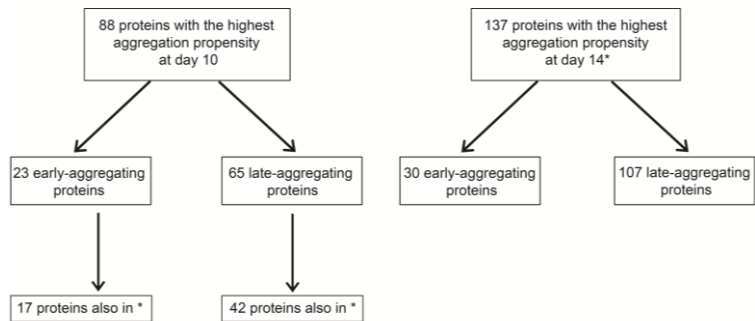 88 proteins with the highest
aggregation propensity
at day 10
137 proteins with the highest
aggregation propensity
at day 14*
23 early-aggregating
proteins
65 late-aggregating
proteins
30 early-aggregating
proteins
107 late-aggregating
proteins
17 proteins also in *
42 proteins also in *